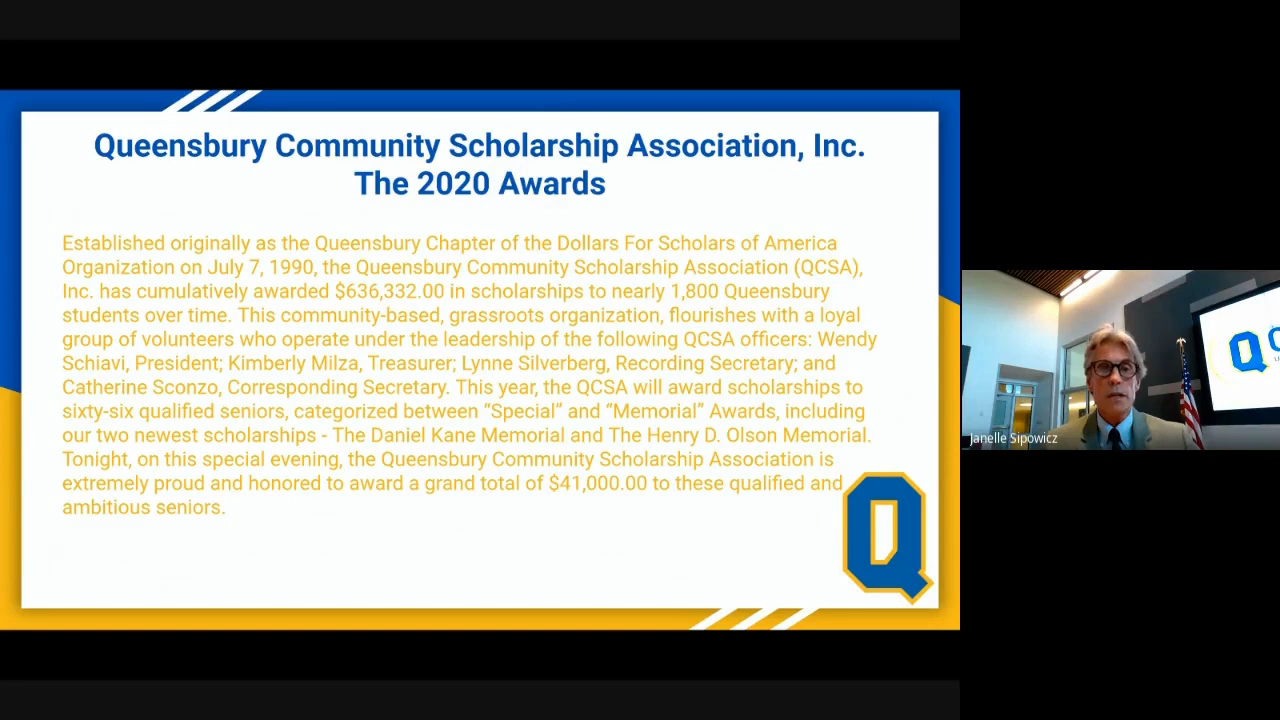 Queensbury Community Scholarship Association, Inc.
The 2020 Awards
Established originally as the Queensbury Chapter of the Dollars For Scholars of America
Organization on July 7, 1990, the Queensbury Community Scholarship Association (QCSA),
Inc. has cumulatively awarded $636,332.00 in scholarships to nearly 1,800 Queensbury
students over time. This community-based, grassroots organization, flourishes with a loyal
group of volunteers who operate under the leadership of the following QCSA officers: Wendy
Schiavi, President; Kimberly Milza, Treasurer; Lynne Silverberg, Recording Secretary; and
Catherine Sconzo, Corresponding Secretary. This year, the QCSA will award scholarships to
sixty-six qualified seniors, categorized between “Special” and “Memorial” Awards, including
our two newest scholarships - The Daniel Kane Memorial and The Henry D. Olson Memorial.
Tonight, on this special evening, the Queensbury Community Scholarship Association is
extremely proud and honored to award a grand total of $41,000.00 to these qualified and
ambitious seniors.
Q
Q
Janelle Sipowicz